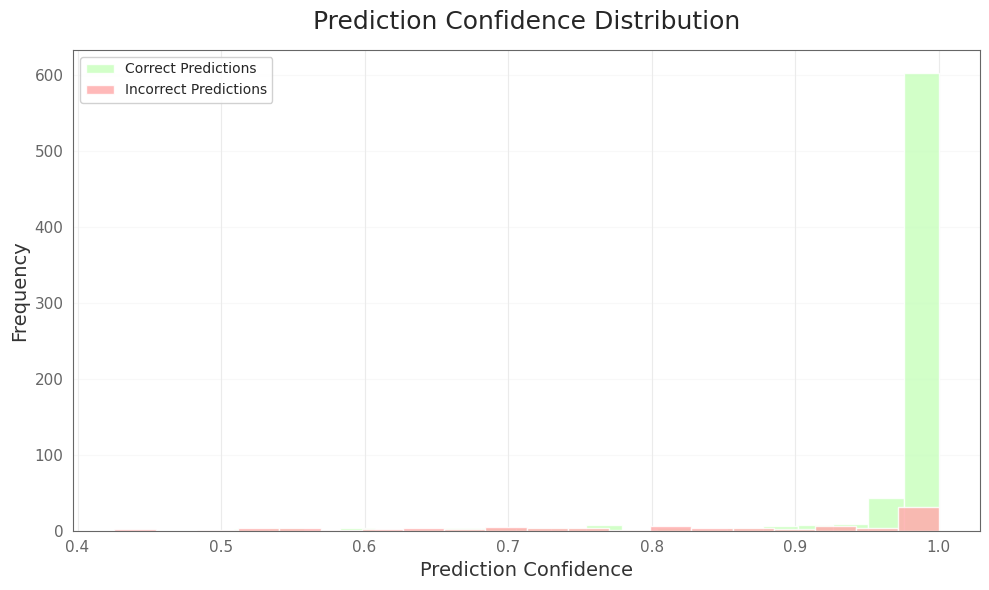 Prediction Confidence Distribution
Correct Predictions
Incorrect Predictions
600
500
400
300
200
100
0
Frequency
0.4 0.5 0.6 0.7 0.8 0.9 1.0
Prediction Confidence